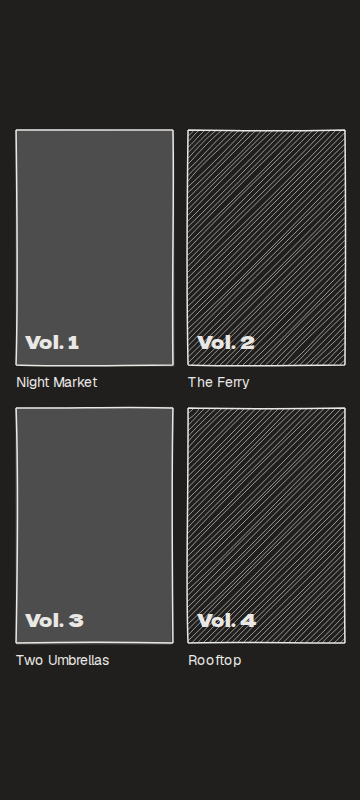 Vol. 1
Night Market
Vol. 2
The Ferry
Vol. 3
Two Umbrellas
Vol. 4
Rooftop